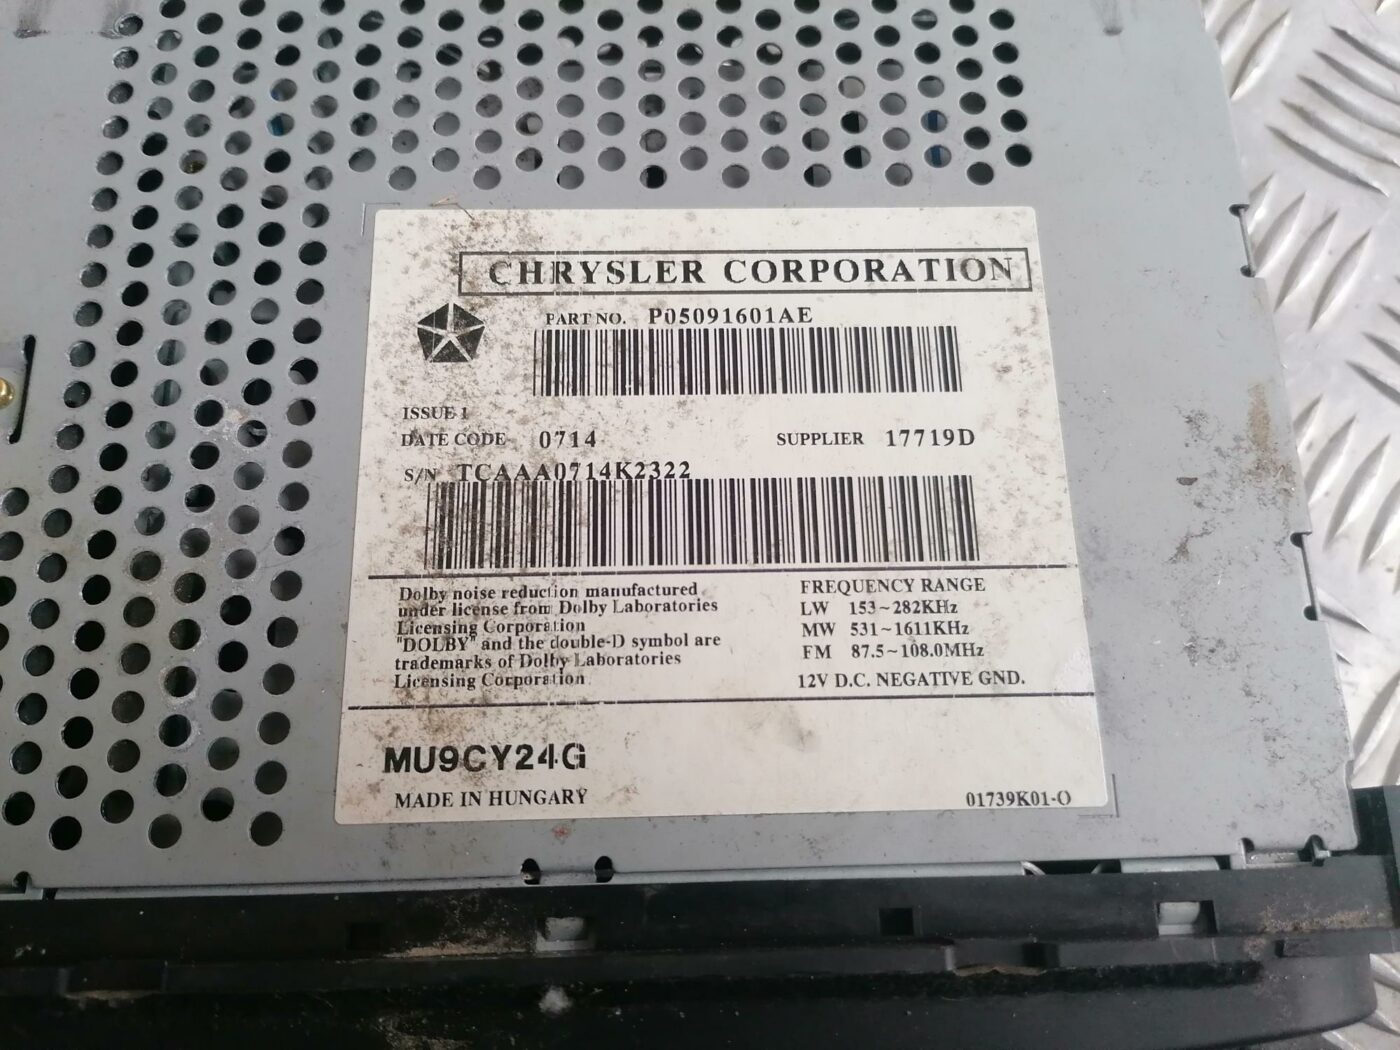 CHRYSLER CORPORATION
PART NO. P05091601AE
ISSUE 1
DATE CODE 0714 SUPPLIER 17719D
S/N TCAAA0714K2322
Dolby noise reduction manufactured
under license from Dolby Laboratories
Licensing Corporation
"DOLBY" and the double-D symbol are
trademarks of Dolby Laboratories
Licensing Corporation
FREQUENCY RANGE
LW 153~282KHz
MW 531~1611KHz
FM 87.5~108.0MHz
12V D.C. NEGATIVE GND.
MU9CY24G
MADE IN HUNGARY 01739K01-O